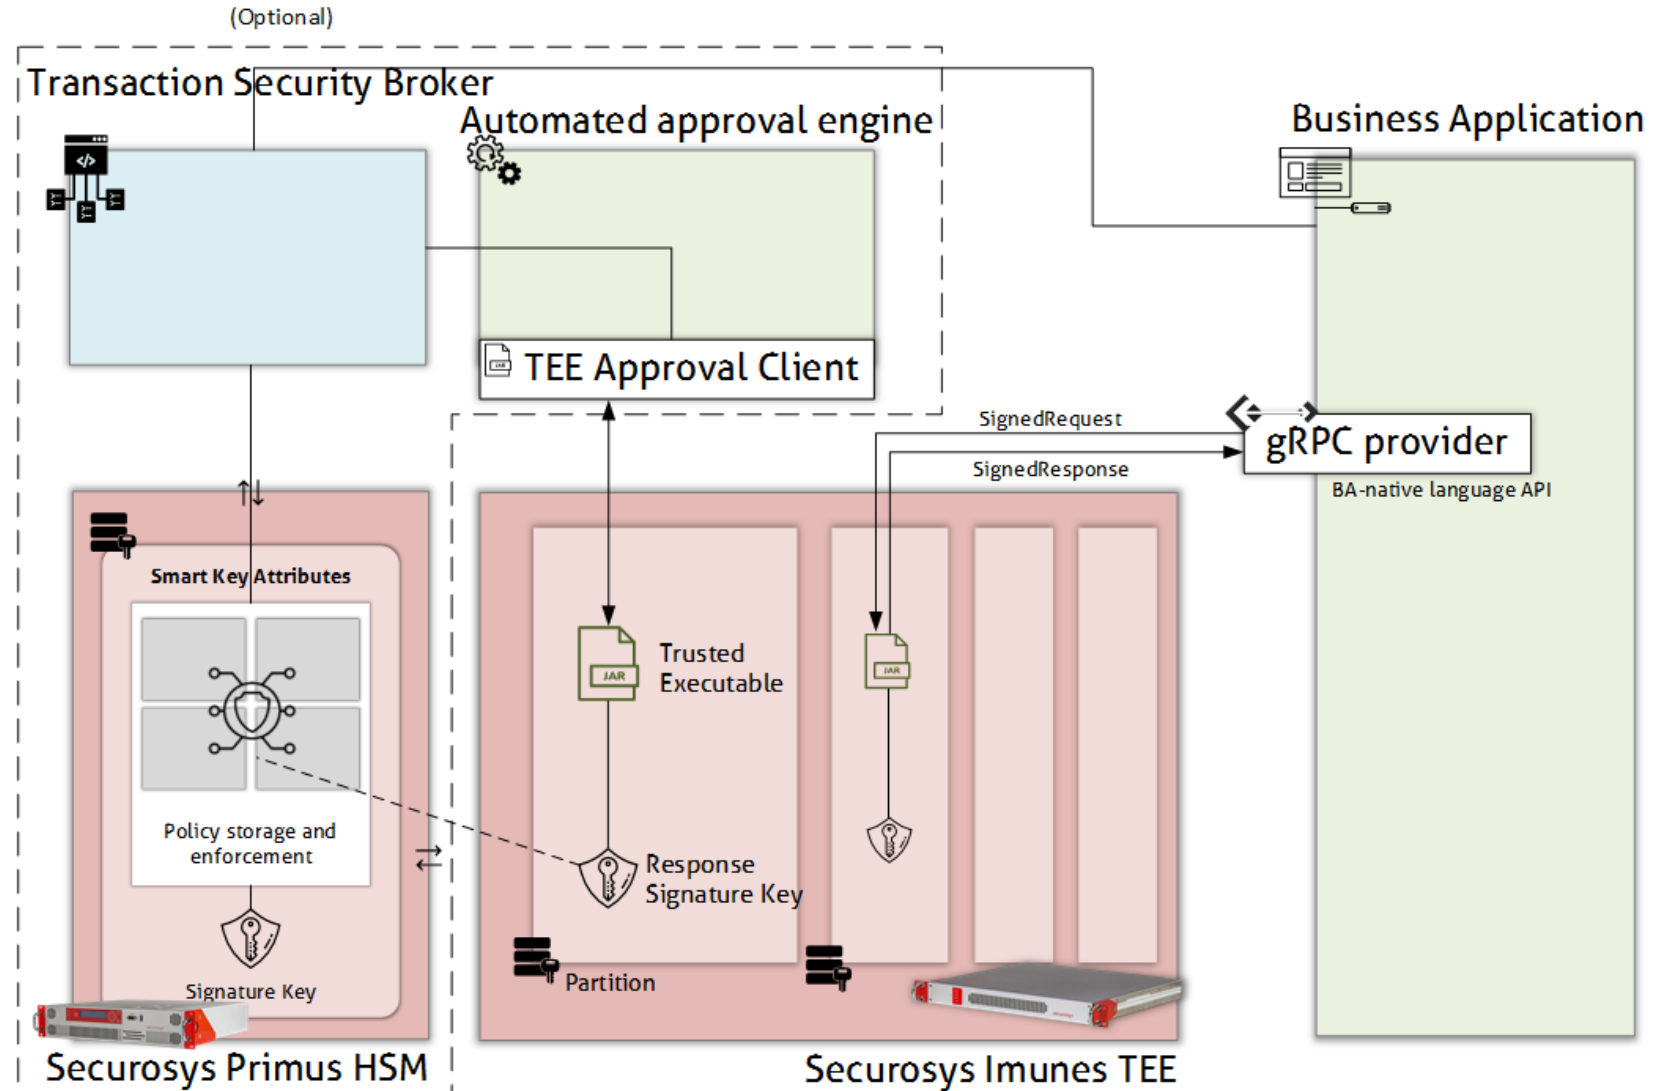 (Optional)
Transaction Security Broker
Automated approval engine
Business Application
</>
JAR
TEE Approval Client
SignedRequest
gRPC provider
SignedResponse
BA-native language API
Smart Key Attributes
Trusted
Executable
JAR
JAR
Policy storage and
enforcement
Response
Signature Key
Partition
Signature Key
Securosys Primus HSM
Securosys Imunes TEE